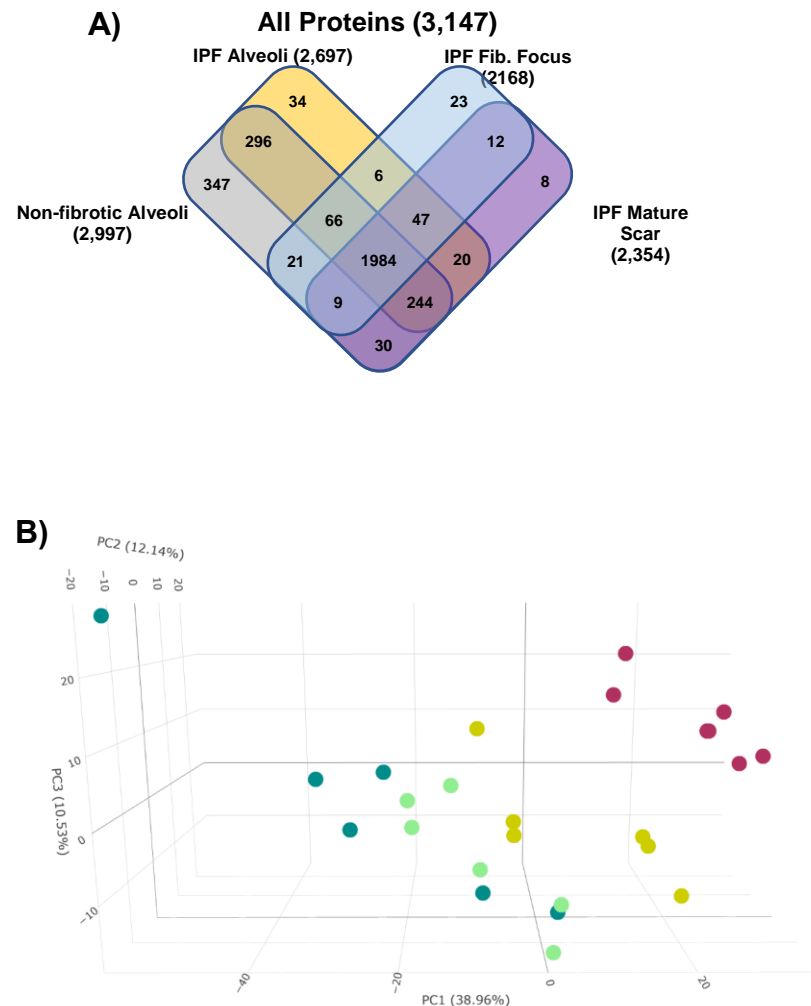 A)
All Proteins (3,147)
IPF Alveoli (2,697)
IPF Fib. Focus
(2168)
34
23
296
12
347
6
8
Non-fibrotic Alveoli
(2,997)
66
47
IPF Mature
Scar
(2,354)
21
1984
20
9
244
30
B)
PC2 (12.14%)
−20
−10
0
10
20
20
10
PC3 (10.53%)
0
−10
−40
−20
0
20
PC1 (38.96%)